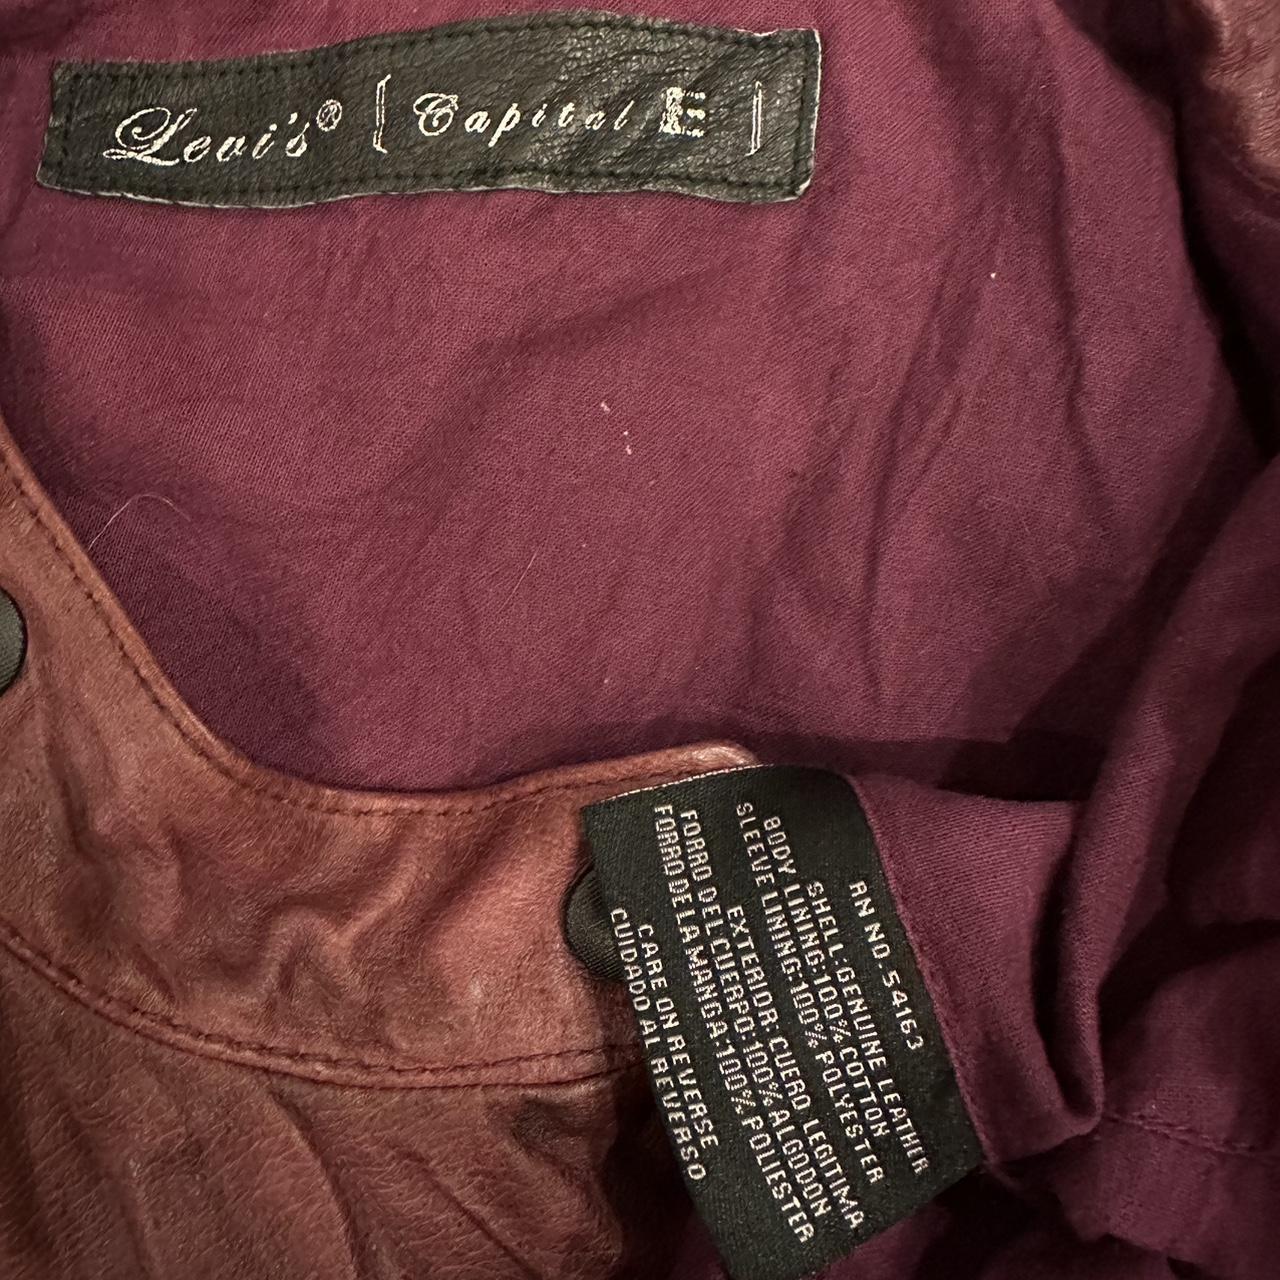 Levi's® [ Capital E ]
RN NO. 54163
SHELL: GENUINE LEATHER
BODY LINING: 100% COTTON
SLEEVE LINING: 100% POLYESTER
EXTERIOR: CUERO LEGITIMA
FORRO DEL CUERPO: 100% ALGODON
FORRO DE LA MANGA: 100% POLIESTER
CARE ON REVERSE
CUIDADO AL REVERSO